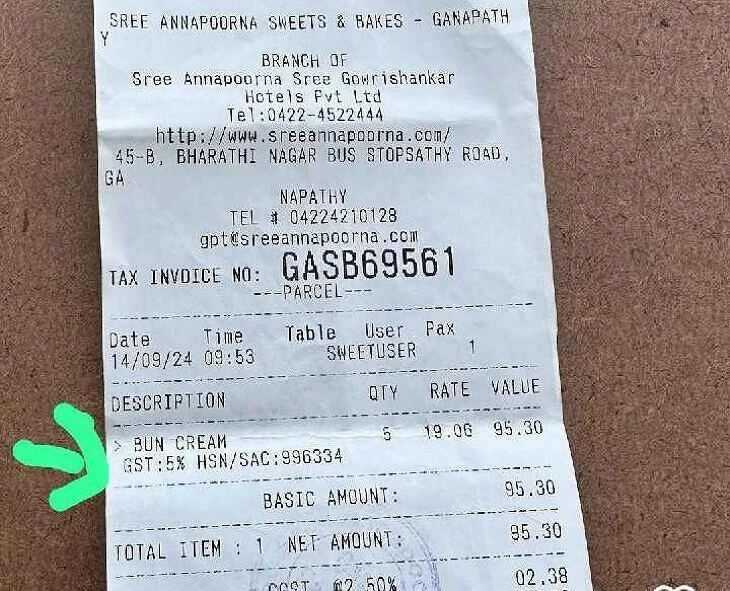 SREE ANNAPOORNA SWEETS & BAKES - GANAPATH
Y
BRANCH OF
Sree Annapoorna Sree Gowrishankar
Hotels Pvt Ltd
Tel:0422-4522444
http://www.sreeannapoorna.com/
45-B, BHARATHI NAGAR BUS STOPSATHY ROAD,
GA
NAPATHY
TEL # 04224210128
gpt@sreeannapoorna.com
TAX INVOICE NO: GASB69561
---PARCEL---
Date Time Table User Pax
14/09/24 09:53 SWEETUSER 1
DESCRIPTION QTY RATE VALUE
> BUN CREAM 5 19.06 95.30
GST:5% HSN/SAC:996334
BASIC AMOUNT: 95.30
TOTAL ITEM : 1 NET AMOUNT: 95.30
CGST @2.50% 02.38